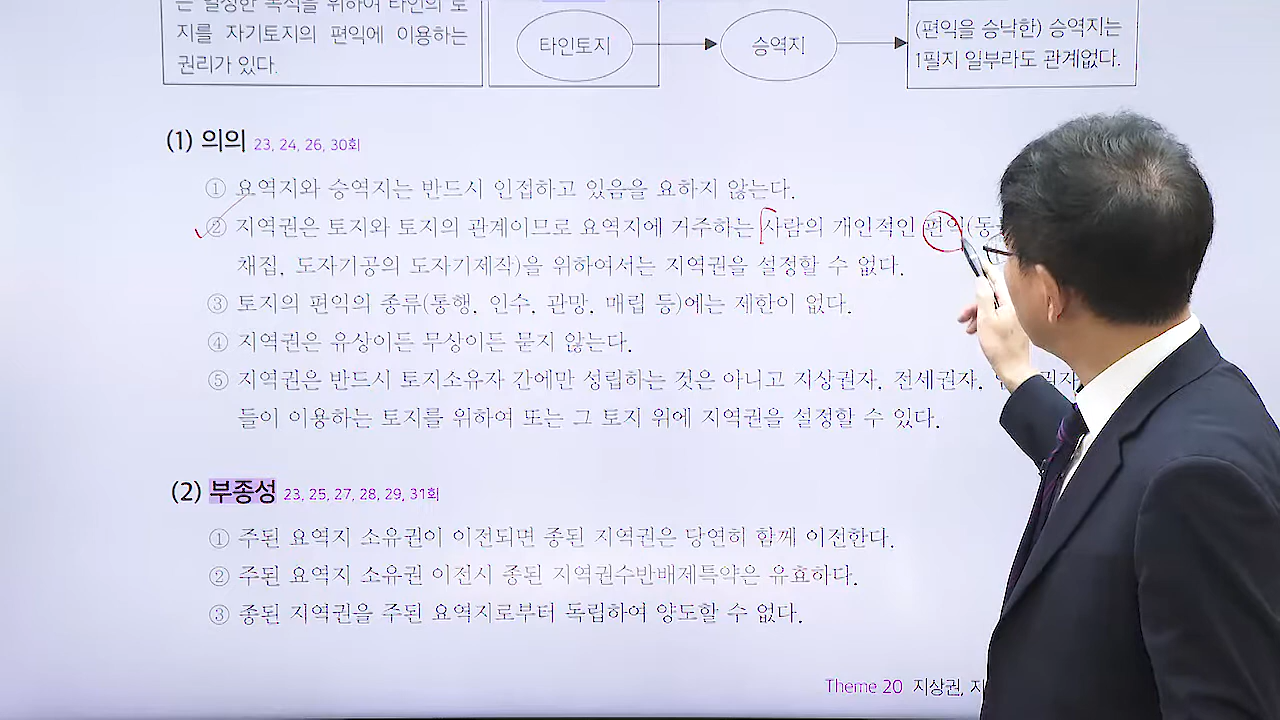 는 일정한 목적을 위하여 타인의 토
지를 자기토지의 편익에 이용하는
권리가 있다.
타인토지
승역지
(편익을 승낙한) 승역지는
1필지 일부라도 관계없다.
(1) 의의 23, 24, 26, 30회
① 요역지와 승역지는 반드시 인접하고 있음을 요하지 않는다.
② 지역권은 토지와 토지의 관계이므로 요역지에 거주하는 사람의 개인적인 편익(동
채집, 도자기공의 도자기제작)을 위하여서는 지역권을 설정할 수 없다.
③ 토지의 편익의 종류(통행, 인수, 관망, 매립 등)에는 제한이 없다.
④ 지역권은 유상이든 무상이든 묻지 않는다.
⑤ 지역권은 반드시 토지소유자 간에만 성립하는 것은 아니고 지상권자, 전세권자,
들이 이용하는 토지를 위하여 또는 그 토지 위에 지역권을 설정할 수 있다.
(2) 부종성 23, 25, 27, 28, 29, 31회
① 주된 요역지 소유권이 이전되면 종된 지역권은 당연히 함께 이전한다.
② 주된 요역지 소유권 이전시 종된 지역권수반배제특약은 유효하다.
③ 종된 지역권을 주된 요역지로부터 독립하여 양도할 수 없다.
Theme 20 지상권, 지